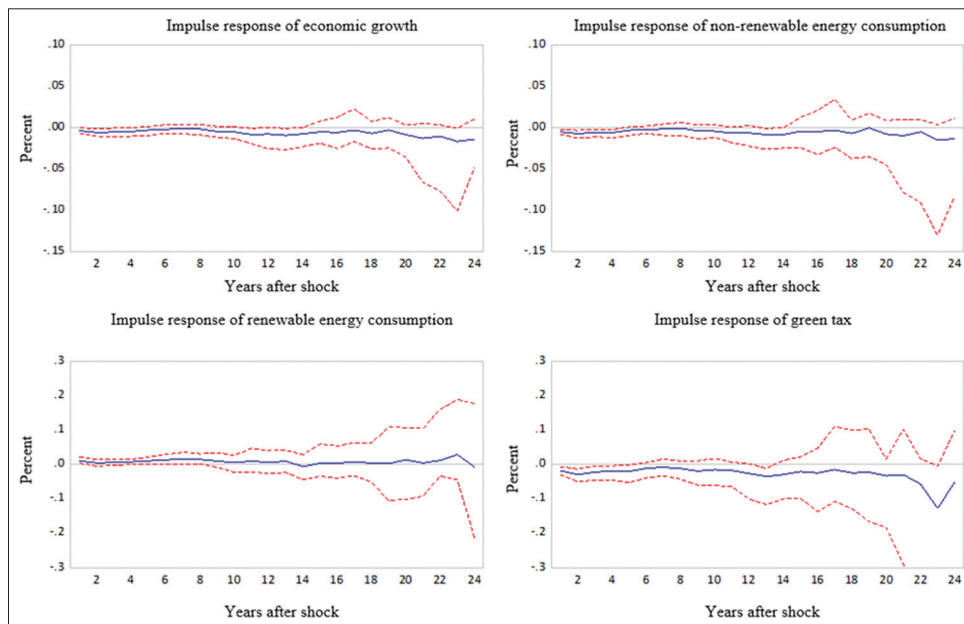 Impulse response of economic growth
.10
.05
.00
-.05
-.10
-.15
Percent
2 4 6 8 10 12 14 16 18 20 22 24
Years after shock
Impulse response of non-renewable energy consumption
.10
.05
.00
-.05
-.10
-.15
Percent
2 4 6 8 10 12 14 16 18 20 22 24
Years after shock
Impulse response of renewable energy consumption
.3
.2
.1
.0
-.1
-.2
-.3
Percent
2 4 6 8 10 12 14 16 18 20 22 24
Years after shock
Impulse response of green tax
.3
.2
.1
.0
-.1
-.2
-.3
Percent
2 4 6 8 10 12 14 16 18 20 22 24
Years after shock